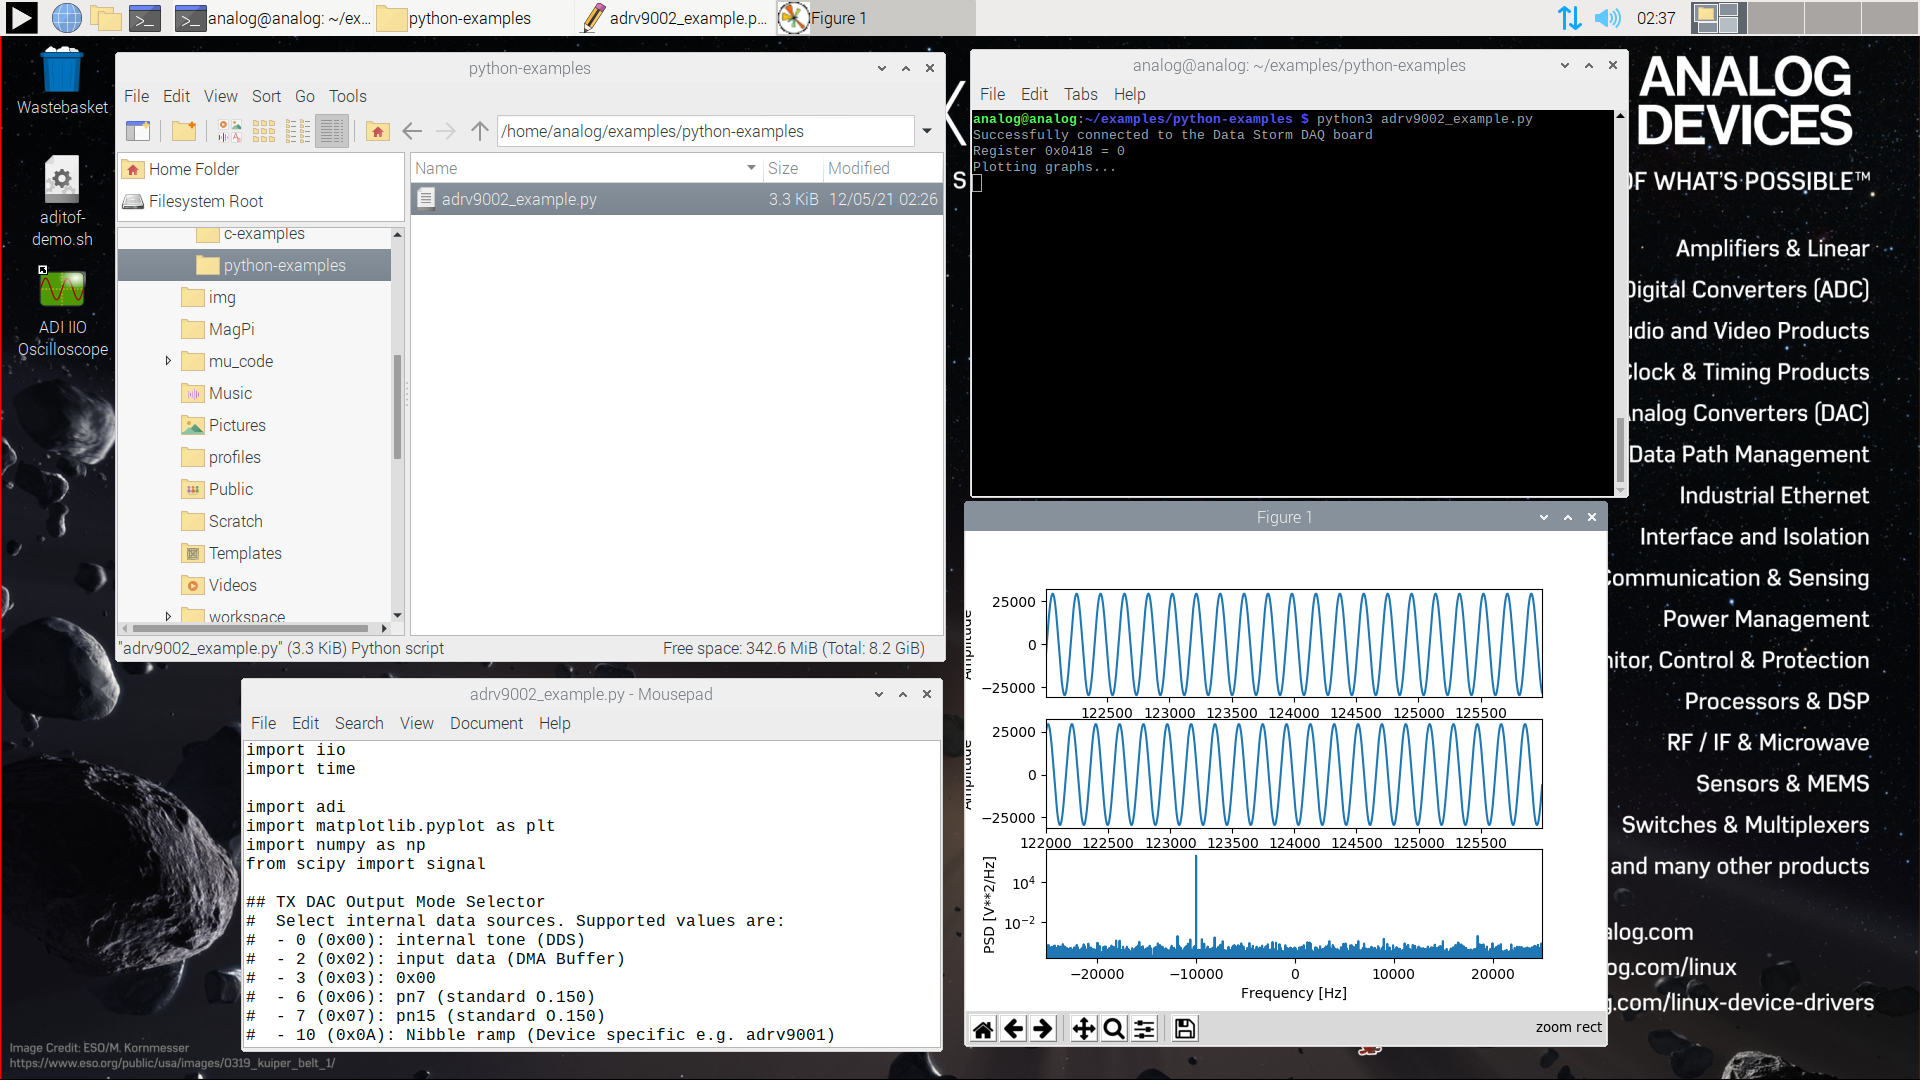 analog@analog: ~/ex...
python-examples
adrv9002_example.p...
Figure 1
02:37
Wastebasket
aditof-
demo.sh
ADI IIO
Oscilloscope
python-examples
File Edit View Sort Go Tools
/home/analog/examples/python-examples
Home Folder
Filesystem Root
c-examples
python-examples
img
MagPi
mu_code
Music
Pictures
profiles
Public
Scratch
Templates
Videos
workspace
Name Size Modified
adrv9002_example.py 3.3 KiB 12/05/21 02:26
"adrv9002_example.py" (3.3 KiB) Python script
Free space: 342.6 MiB (Total: 8.2 GiB)
adrv9002_example.py - Mousepad
File Edit Search View Document Help
import iio
import time
import adi
import matplotlib.pyplot as plt
import numpy as np
from scipy import signal
## TX DAC Output Mode Selector
#  Select internal data sources. Supported values are:
#  - 0 (0x00): internal tone (DDS)
#  - 2 (0x02): input data (DMA Buffer)
#  - 3 (0x03): 0x00
#  - 6 (0x06): pn7 (standard O.150)
#  - 7 (0x07): pn15 (standard O.150)
#  - 10 (0x0A): Nibble ramp (Device specific e.g. adrv9001)
analog@analog: ~/examples/python-examples
File Edit Tabs Help
analog@analog:~/examples/python-examples $ python3 adrv9002_example.py
Successfully connected to the Data Storm DAQ board
Register 0x0418 = 0
Plotting graphs...
Figure 1
Amplitude
25000
0
−25000
122500 123000 123500 124000 124500 125000 125500
Amplitude
25000
0
−25000
122000 122500 123000 123500 124000 124500 125000 125500
PSD [V**2/Hz]
10^4
10^−2
−20000 −10000 0 10000 20000
Frequency [Hz]
zoom rect
ANALOG
DEVICES
X
S
OF WHAT'S POSSIBLE™
Amplifiers & Linear
Digital Converters (ADC)
udio and Video Products
Clock & Timing Products
Analog Converters (DAC)
Data Path Management
Industrial Ethernet
Interface and Isolation
Communication & Sensing
Power Management
nitor, Control & Protection
Processors & DSP
RF / IF & Microwave
Sensors & MEMS
Switches & Multiplexers
and many other products
alog.com
og.com/linux
g.com/linux-device-drivers
Image Credit: ESO/M. Kornmesser
https://www.eso.org/public/usa/images/0319_kuiper_belt_1/